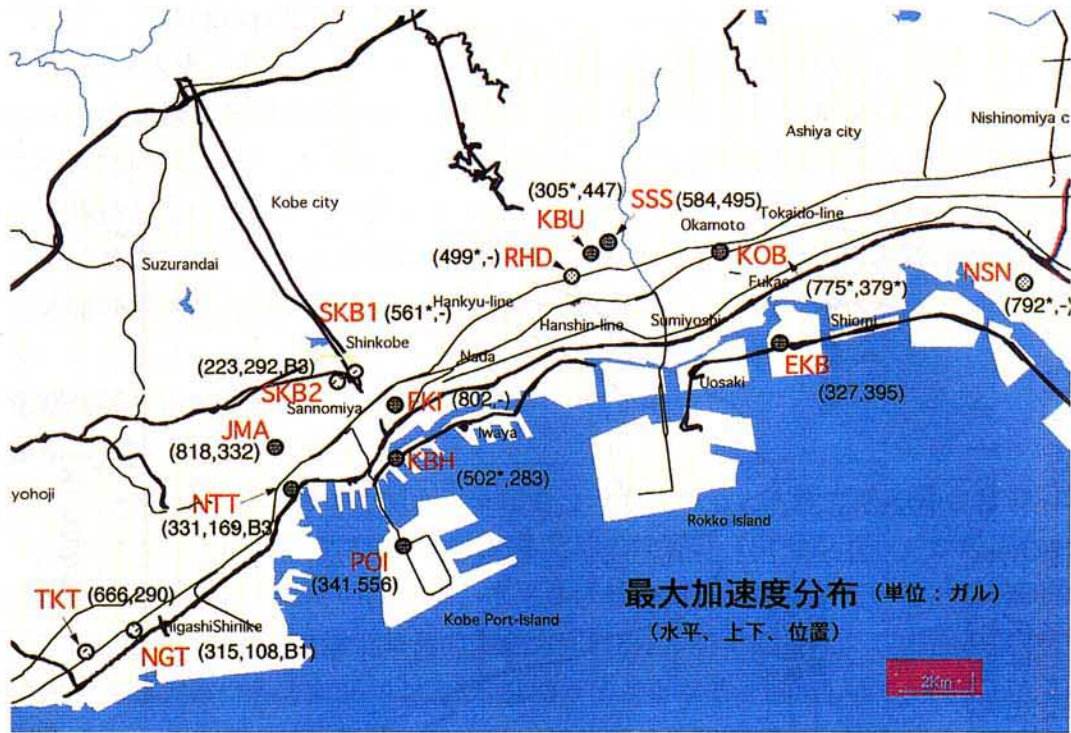 Ashiya city
Nishinomiya c
Kobe city
(305*,447)
SSS (584,495)
KBU
Okamoto
Tokaido-line
Suzurandai
(499*,-) RHD
KOB
Fukae
NSN
Hankyu-line
(775*,379*)
(792*,-)
SKB1 (561*,-)
Hanshin-line
Sumiyoshi
Shiomi
Shinkobe
Nada
(223,292,B3)
EKB
SKB2
Uosaki
Sannomiya
FKI (802,-)
(327,395)
JMA
Iwaya
(818,332)
KBH
(502*,283)
yohoji
NTT
(331,169,B3)
Rokko Island
POI
(341,556)
最大加速度分布 (単位:ガル)
TKT (666,290)
Kobe Port-Island
(水平、上下、位置)
HigashiShirike
NGT (315,108,B1)
2Km